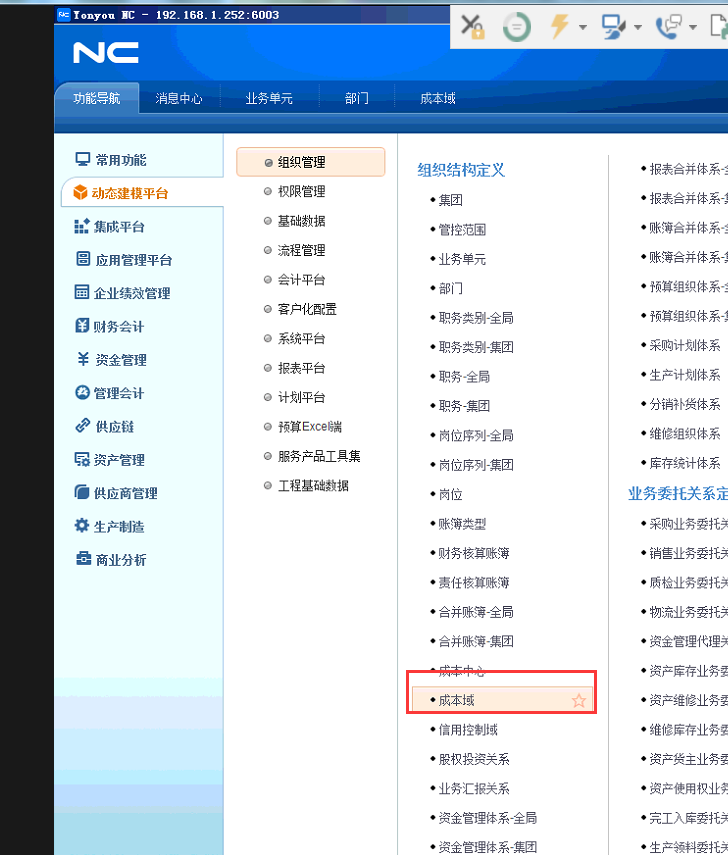 Yonyou NC - 192.168.1.252:6003
NC
功能导航
消息中心
业务单元
部门
成本域
常用功能
动态建模平台
集成平台
应用管理平台
企业绩效管理
财务会计
资金管理
管理会计
供应链
资产管理
供应商管理
生产制造
商业分析
组织管理
权限管理
基础数据
流程管理
会计平台
客户化配置
系统平台
报表平台
计划平台
预算Excel端
服务产品工具集
工程基础数据
组织结构定义
集团
管控范围
业务单元
部门
职务类别-全局
职务类别-集团
职务-全局
职务-集团
岗位序列-全局
岗位序列-集团
岗位
账簿类型
财务核算账簿
责任核算账簿
合并账簿-全局
合并账簿-集团
成本中心
成本域
信用控制域
股权投资关系
业务汇报关系
资金管理体系-全局
资金管理体系-集团
报表合并体系-
报表合并体系-
账簿合并体系-
账簿合并体系-
预算组织体系-
预算组织体系-
采购计划体系
生产计划体系
分销补货体系
维修组织体系
库存统计体系
业务委托关系定
采购业务委托关
销售业务委托关
质检业务委托关
物流业务委托关
资金管理代理关
资产库存业务委
资产维修业务委
维修库存业务委
资产货主业务委
资产使用权业务
完工入库委托关
生产领料委托关